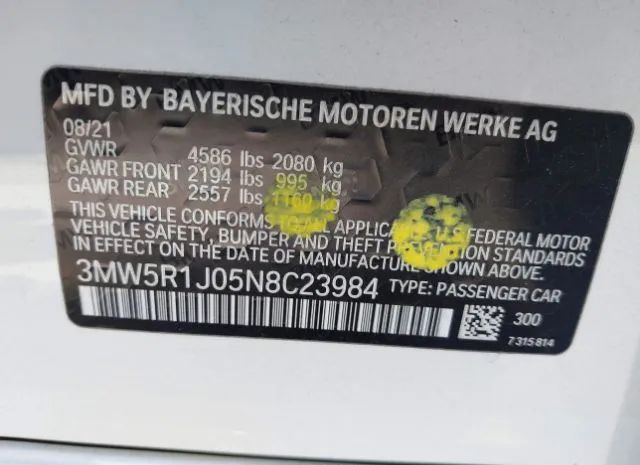 MFD BY BAYERISCHE MOTOREN WERKE AG
08/21
GVWR 4586 lbs 2080 kg
GAWR FRONT 2194 lbs 995 kg
GAWR REAR 2557 lbs 1160 kg
THIS VEHICLE CONFORMS TO ALL APPLICABLE U.S FEDERAL MOTOR
VEHICLE SAFETY, BUMPER AND THEFT PREVENTION STANDARDS
IN EFFECT ON THE DATE OF MANUFACTURE SHOWN ABOVE.
3MW5R1J05N8C23984 TYPE: PASSENGER CAR
300
7 315 814